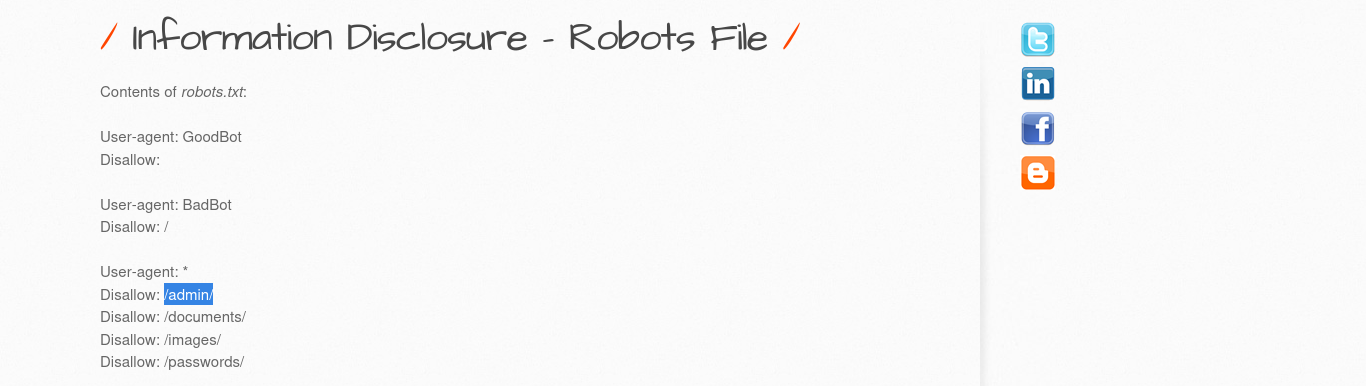 / Information Disclosure - Robots File /
Contents of robots.txt:
User-agent: GoodBot
Disallow:
User-agent: BadBot
Disallow: /
User-agent: *
Disallow: /admin/
Disallow: /documents/
Disallow: /images/
Disallow: /passwords/